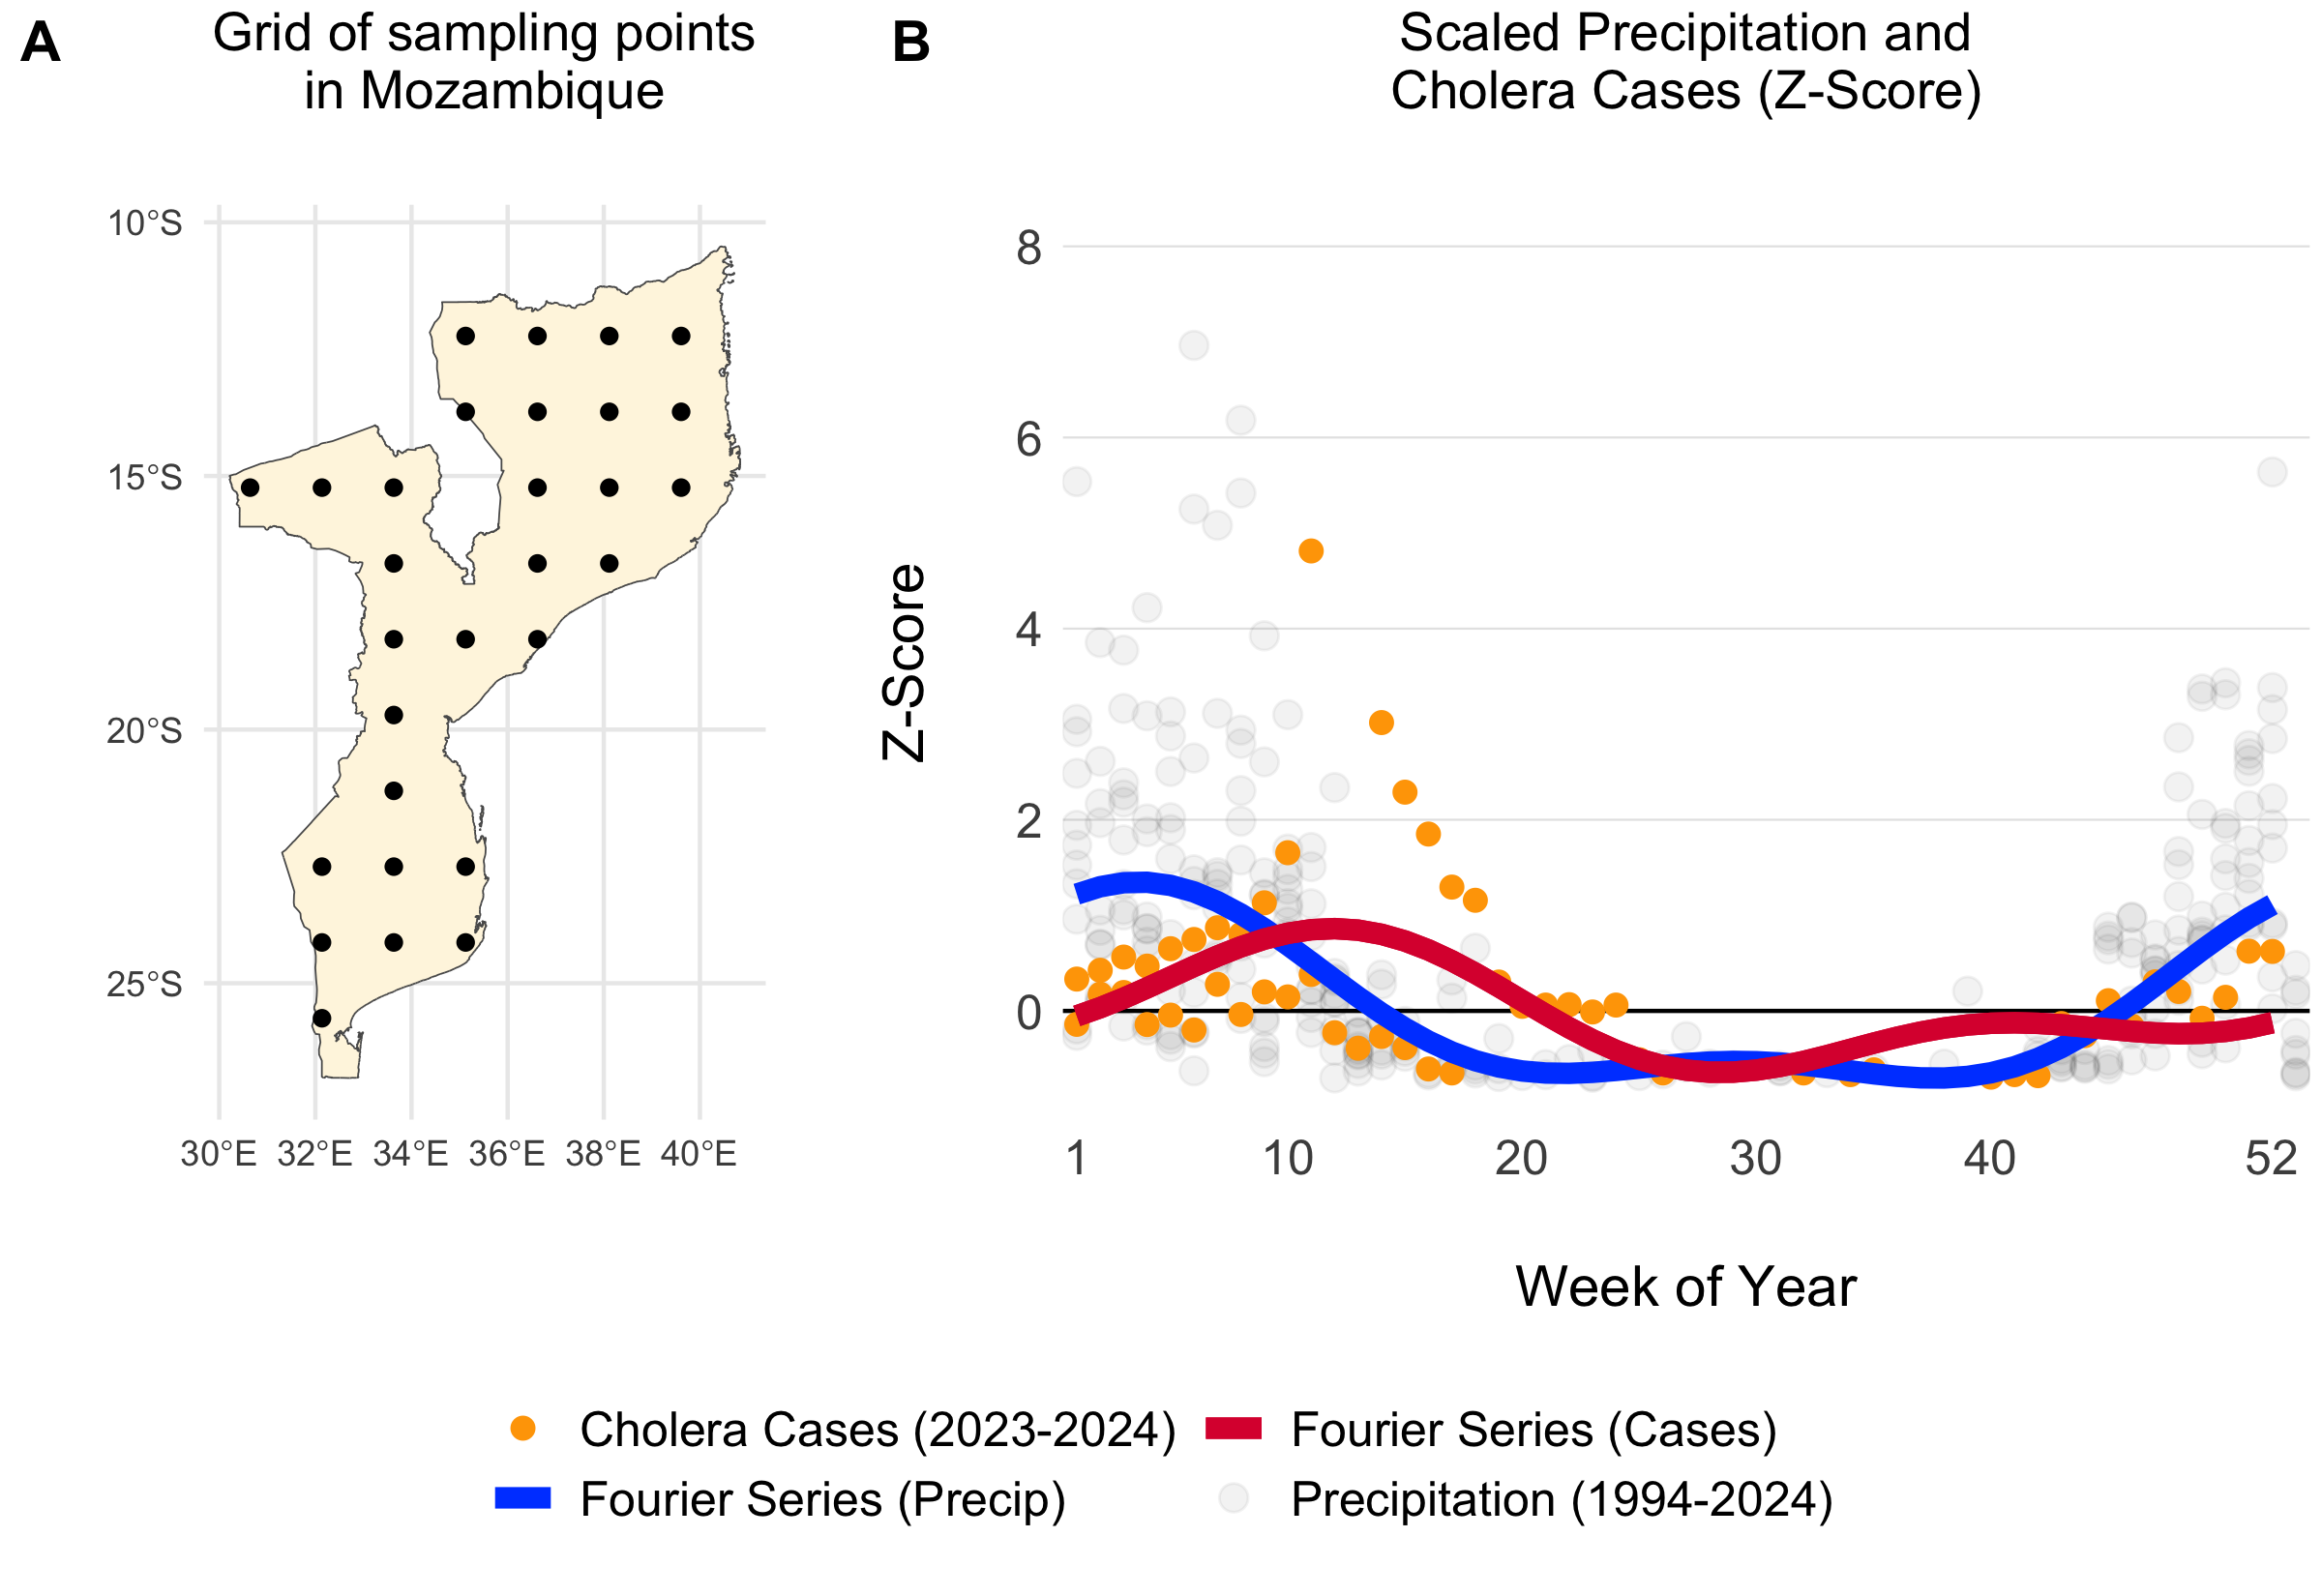 A
Grid of sampling points
in Mozambique
10°S
15°S
20°S
25°S
30°E 32°E 34°E 36°E 38°E 40°E
B
Scaled Precipitation and
Cholera Cases (Z-Score)
Z-Score
8
6
4
2
0
1 10 20 30 40 52
Week of Year
Cholera Cases (2023-2024)
Fourier Series (Cases)
Fourier Series (Precip)
Precipitation (1994-2024)